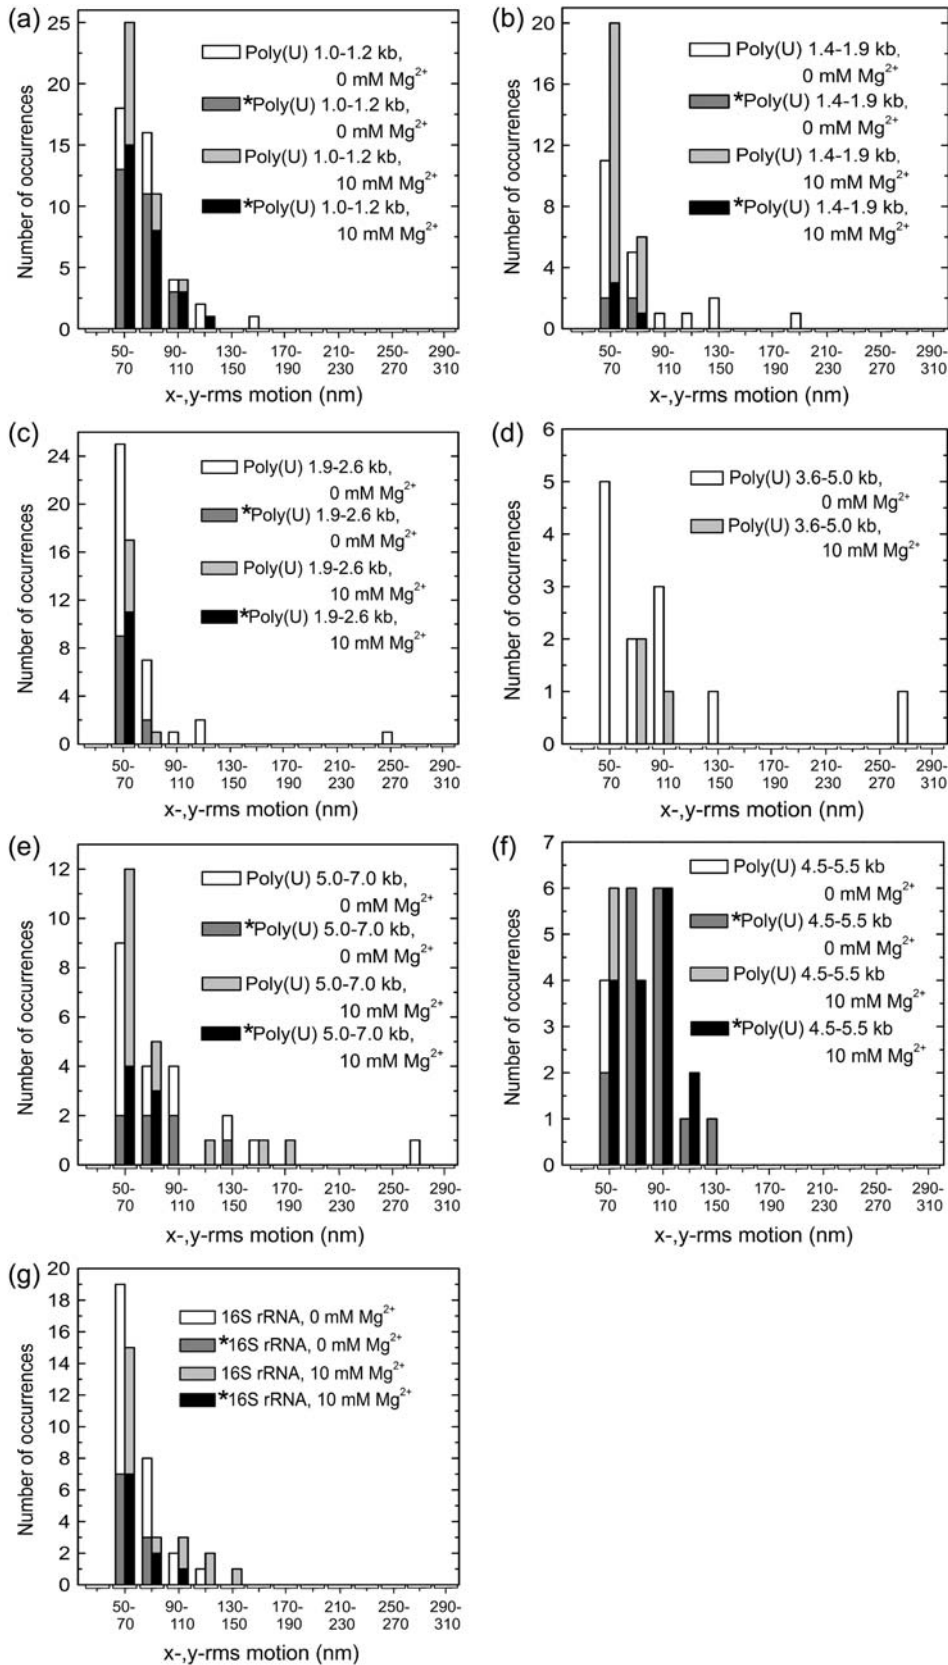 (a)
25
20
15
10
5
0
Number of occurrences
Poly(U) 1.0-1.2 kb,
0 mM Mg²⁺
*Poly(U) 1.0-1.2 kb,
0 mM Mg²⁺
Poly(U) 1.0-1.2 kb,
10 mM Mg²⁺
*Poly(U) 1.0-1.2 kb,
10 mM Mg²⁺
50- 90- 130- 170- 210- 250- 290-
70 110 150 190 230 270 310
x-,y-rms motion (nm)
(b)
20
16
12
8
4
0
Number of occurrences
Poly(U) 1.4-1.9 kb,
0 mM Mg²⁺
*Poly(U) 1.4-1.9 kb,
0 mM Mg²⁺
Poly(U) 1.4-1.9 kb,
10 mM Mg²⁺
*Poly(U) 1.4-1.9 kb,
10 mM Mg²⁺
50- 90- 130- 170- 210- 250- 290-
70 110 150 190 230 270 310
x-,y-rms motion (nm)
(c)
24
20
16
12
8
4
0
Number of occurrences
Poly(U) 1.9-2.6 kb,
0 mM Mg²⁺
*Poly(U) 1.9-2.6 kb,
0 mM Mg²⁺
Poly(U) 1.9-2.6 kb,
10 mM Mg²⁺
*Poly(U) 1.9-2.6 kb,
10 mM Mg²⁺
50- 90- 130- 170- 210- 250- 290-
70 110 150 190 230 270 310
x-,y-rms motion (nm)
(d)
6
5
4
3
2
1
0
Number of occurrences
Poly(U) 3.6-5.0 kb,
0 mM Mg²⁺
Poly(U) 3.6-5.0 kb,
10 mM Mg²⁺
50- 90- 130- 170- 210- 250- 290-
70 110 150 190 230 270 310
x-,y-rms motion (nm)
(e)
12
10
8
6
4
2
0
Number of occurrences
Poly(U) 5.0-7.0 kb,
0 mM Mg²⁺
*Poly(U) 5.0-7.0 kb,
0 mM Mg²⁺
Poly(U) 5.0-7.0 kb,
10 mM Mg²⁺
*Poly(U) 5.0-7.0 kb,
10 mM Mg²⁺
50- 90- 130- 170- 210- 250- 290-
70 110 150 190 230 270 310
x-,y-rms motion (nm)
(f)
7
6
5
4
3
2
1
0
Number of occurrences
Poly(U) 4.5-5.5 kb
0 mM Mg²⁺
*Poly(U) 4.5-5.5 kb
0 mM Mg²⁺
Poly(U) 4.5-5.5 kb
10 mM Mg²⁺
*Poly(U) 4.5-5.5 kb
10 mM Mg²⁺
50- 90- 130- 170- 210- 250- 290-
70 110 150 190 230 270 310
x-,y-rms motion (nm)
(g)
20
18
16
14
12
10
8
6
4
2
0
Number of occurrences
16S rRNA, 0 mM Mg²⁺
*16S rRNA, 0 mM Mg²⁺
16S rRNA, 10 mM Mg²⁺
*16S rRNA, 10 mM Mg²⁺
50- 90- 130- 170- 210- 250- 290-
70 110 150 190 230 270 310
x-,y-rms motion (nm)